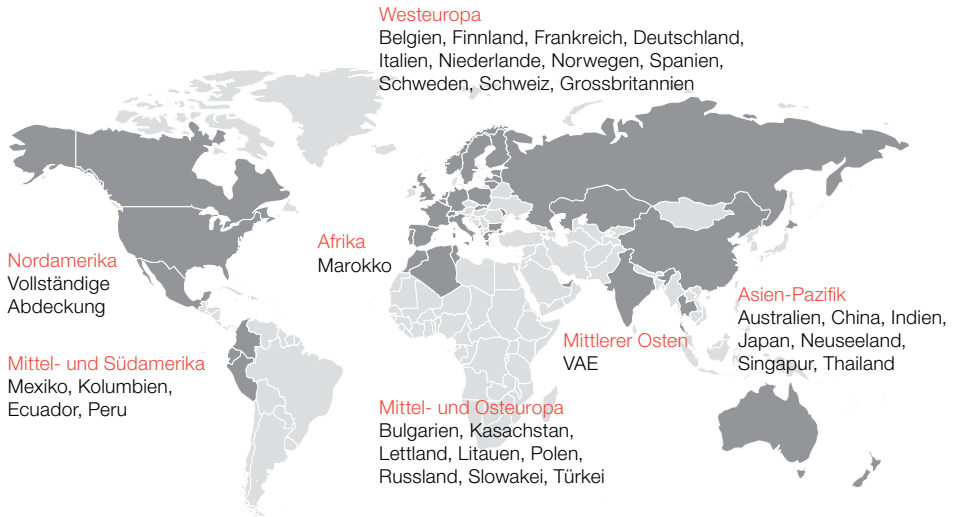 Westeuropa
Belgien, Finnland, Frankreich, Deutschland,
Italien, Niederlande, Norwegen, Spanien,
Schweden, Schweiz, Grossbritannien
Nordamerika
Vollständige
Abdeckung
Afrika
Marokko
Asien-Pazifik
Australien, China, Indien,
Japan, Neuseeland,
Singapur, Thailand
Mittlerer Osten
VAE
Mittel- und Südamerika
Mexiko, Kolumbien,
Ecuador, Peru
Mittel- und Osteuropa
Bulgarien, Kasachstan,
Lettland, Litauen, Polen,
Russland, Slowakei, Türkei